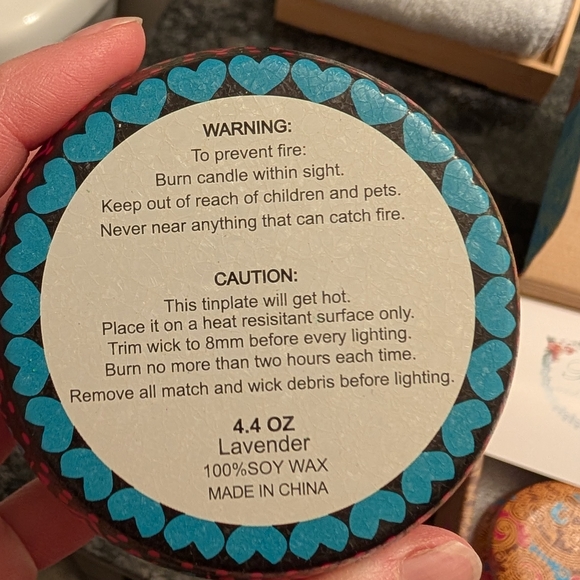 WARNING:
To prevent fire:
Burn candle within sight.
Keep out of reach of children and pets.
Never near anything that can catch fire.
CAUTION:
This tinplate will get hot.
Place it on a heat resisitant surface only.
Trim wick to 8mm before every lighting.
Burn no more than two hours each time.
Remove all match and wick debris before lighting.
4.4 OZ
Lavender
100%SOY WAX
MADE IN CHINA